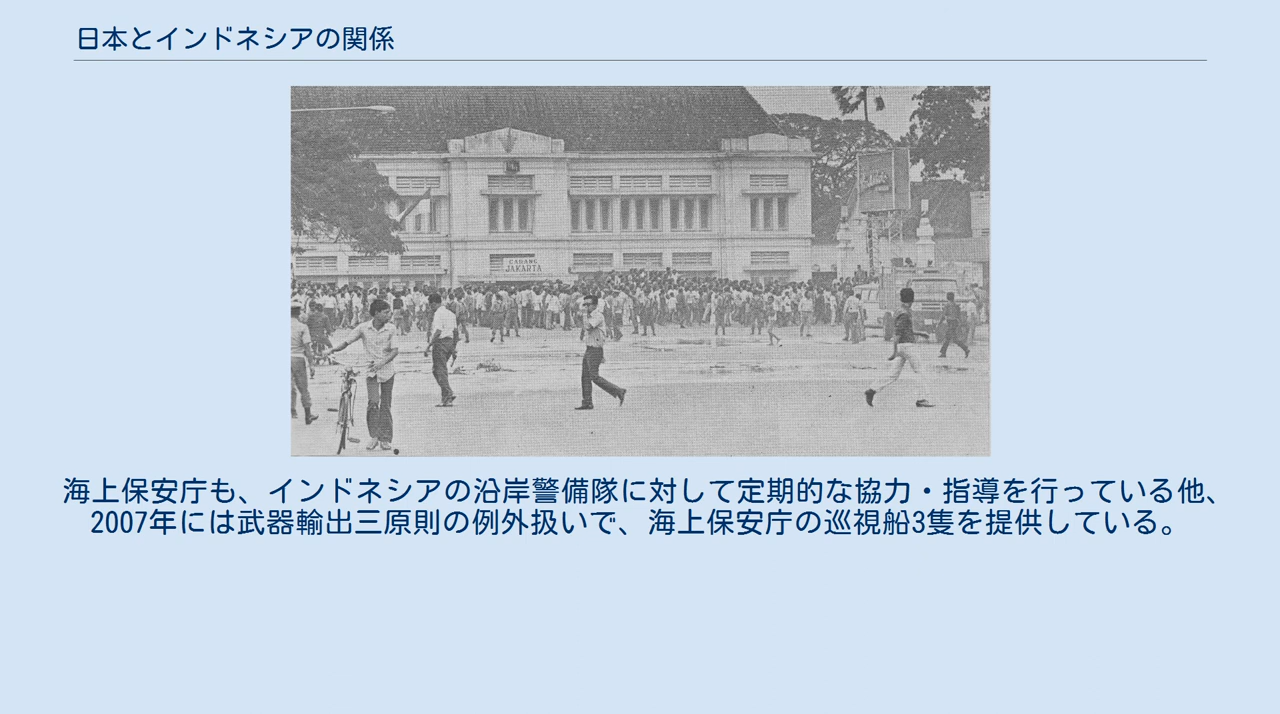 日本とインドネシアの関係
CABANG
JAKARTA
海上保安庁も、インドネシアの沿岸警備隊に対して定期的な協力・指導を行っている他、
2007年には武器輸出三原則の例外扱いで、海上保安庁の巡視船3隻を提供している。